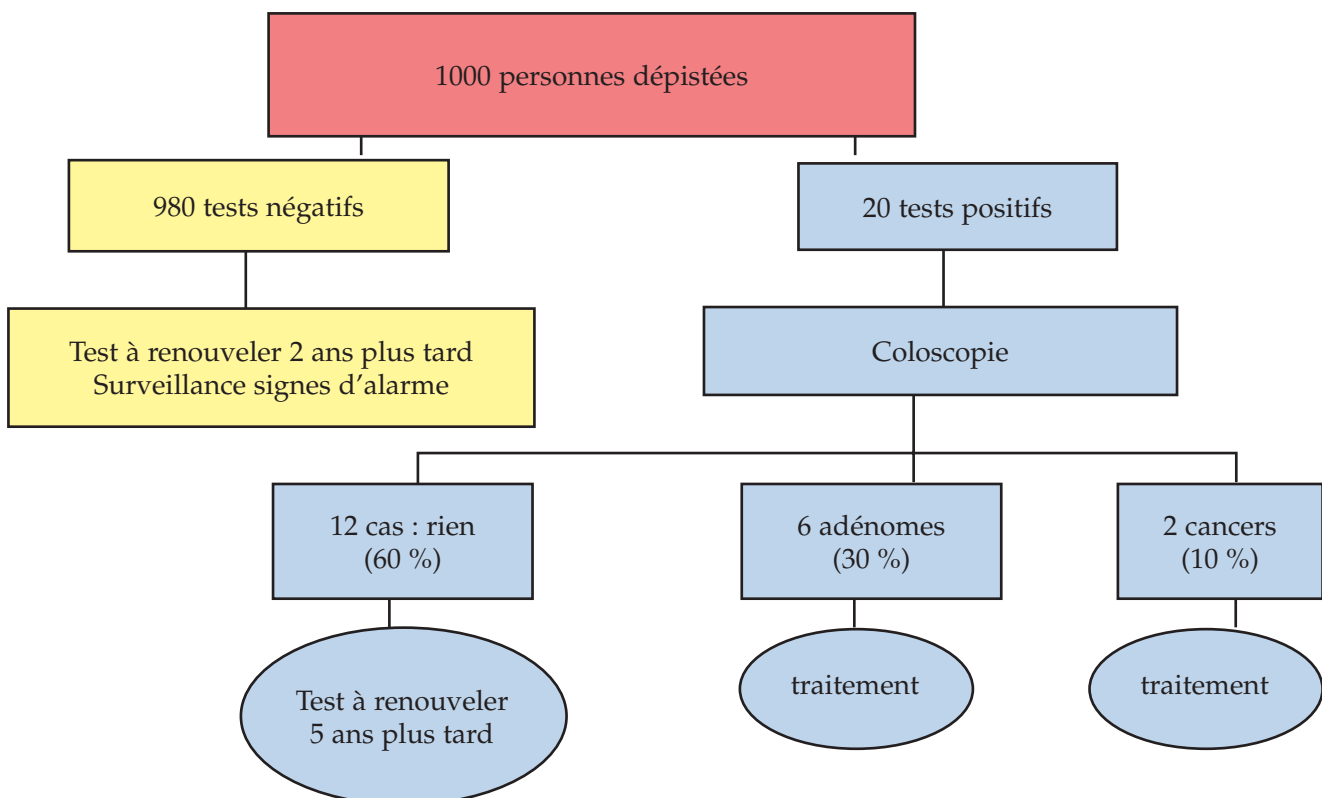 1000 personnes dépistées
980 tests négatifs
20 tests positifs
Test à renouveler 2 ans plus tard
Surveillance signes d’alarme
Coloscopie
12 cas : rien
(60 %)
6 adénomes
(30 %)
2 cancers
(10 %)
Test à renouveler
5 ans plus tard
traitement
traitement